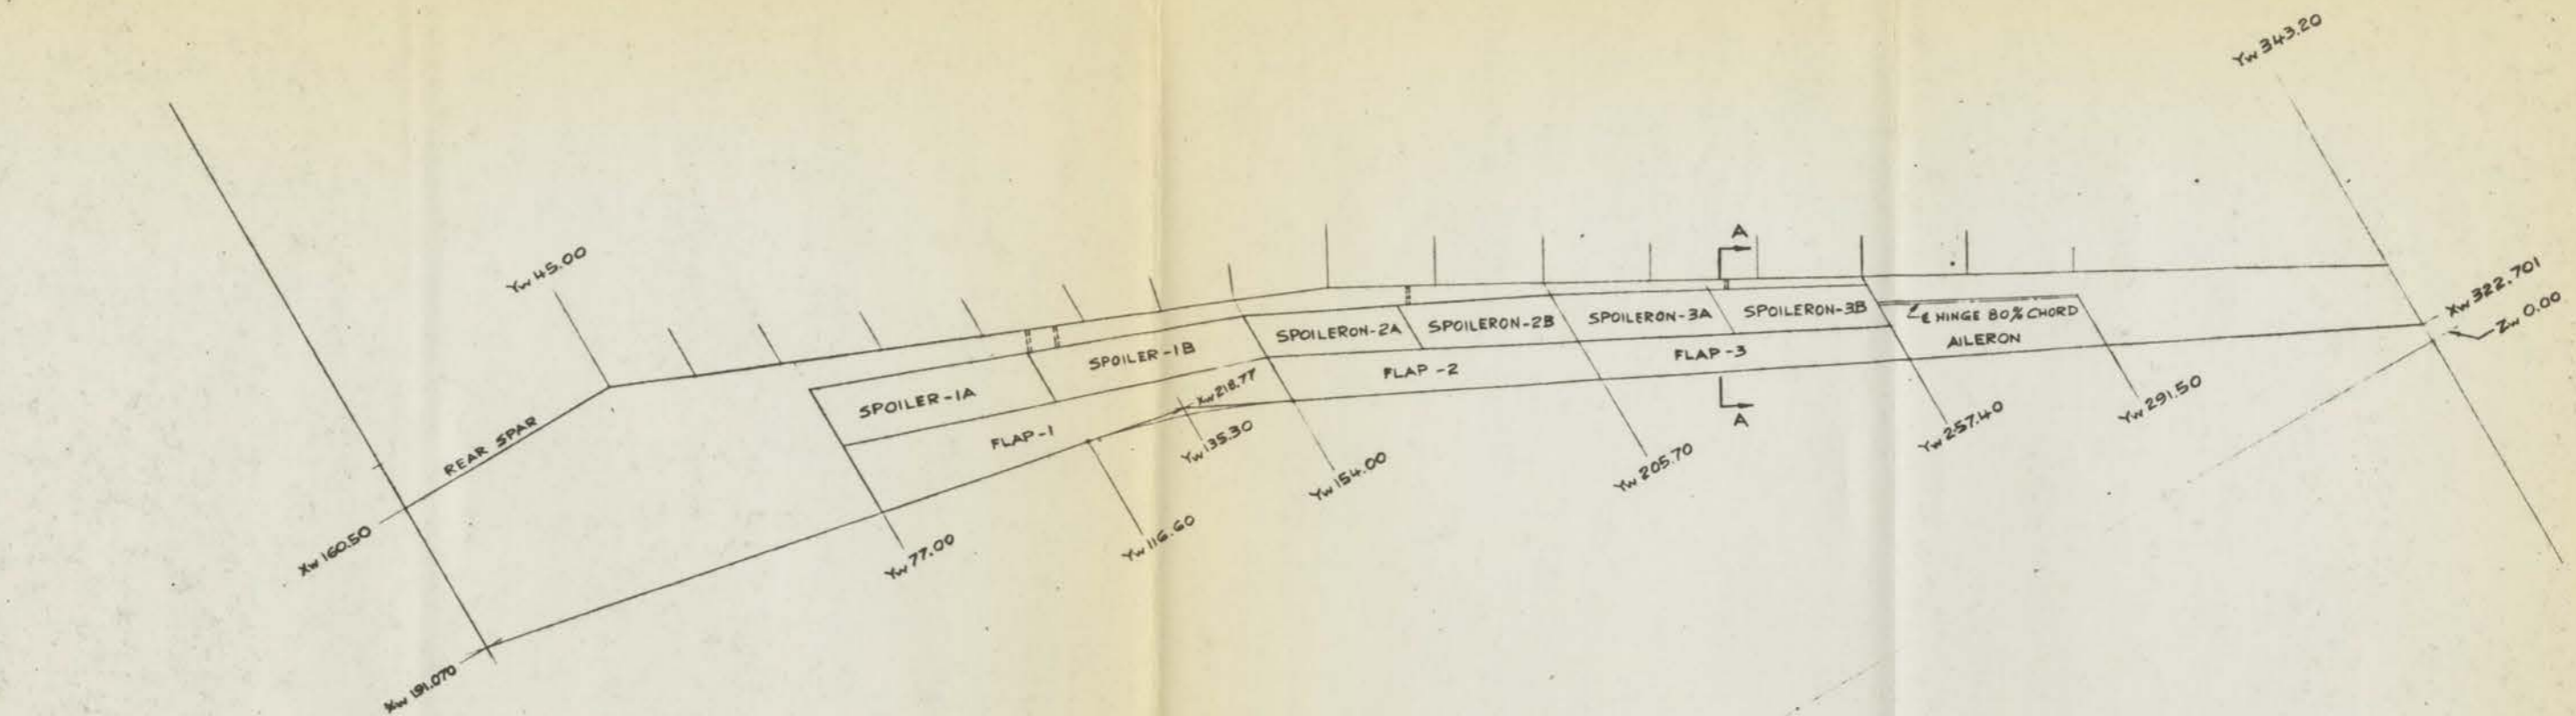 Yw 343.20
Yw 45.00
A
Xw 322.701
Zw 0.00
SPOILERON-2A
SPOILERON-2B
SPOILERON-3A
SPOILERON-3B
℄ HINGE 80% CHORD
AILERON
SPOILER-1A
SPOILER-1B
FLAP-1
FLAP-2
FLAP-3
REAR SPAR
Xw 218.77
A
Yw 135.30
Yw 154.00
Yw 205.70
Yw 257.40
Yw 291.50
Xw 160.50
Yw 77.00
Yw 116.60
Xw 191.070